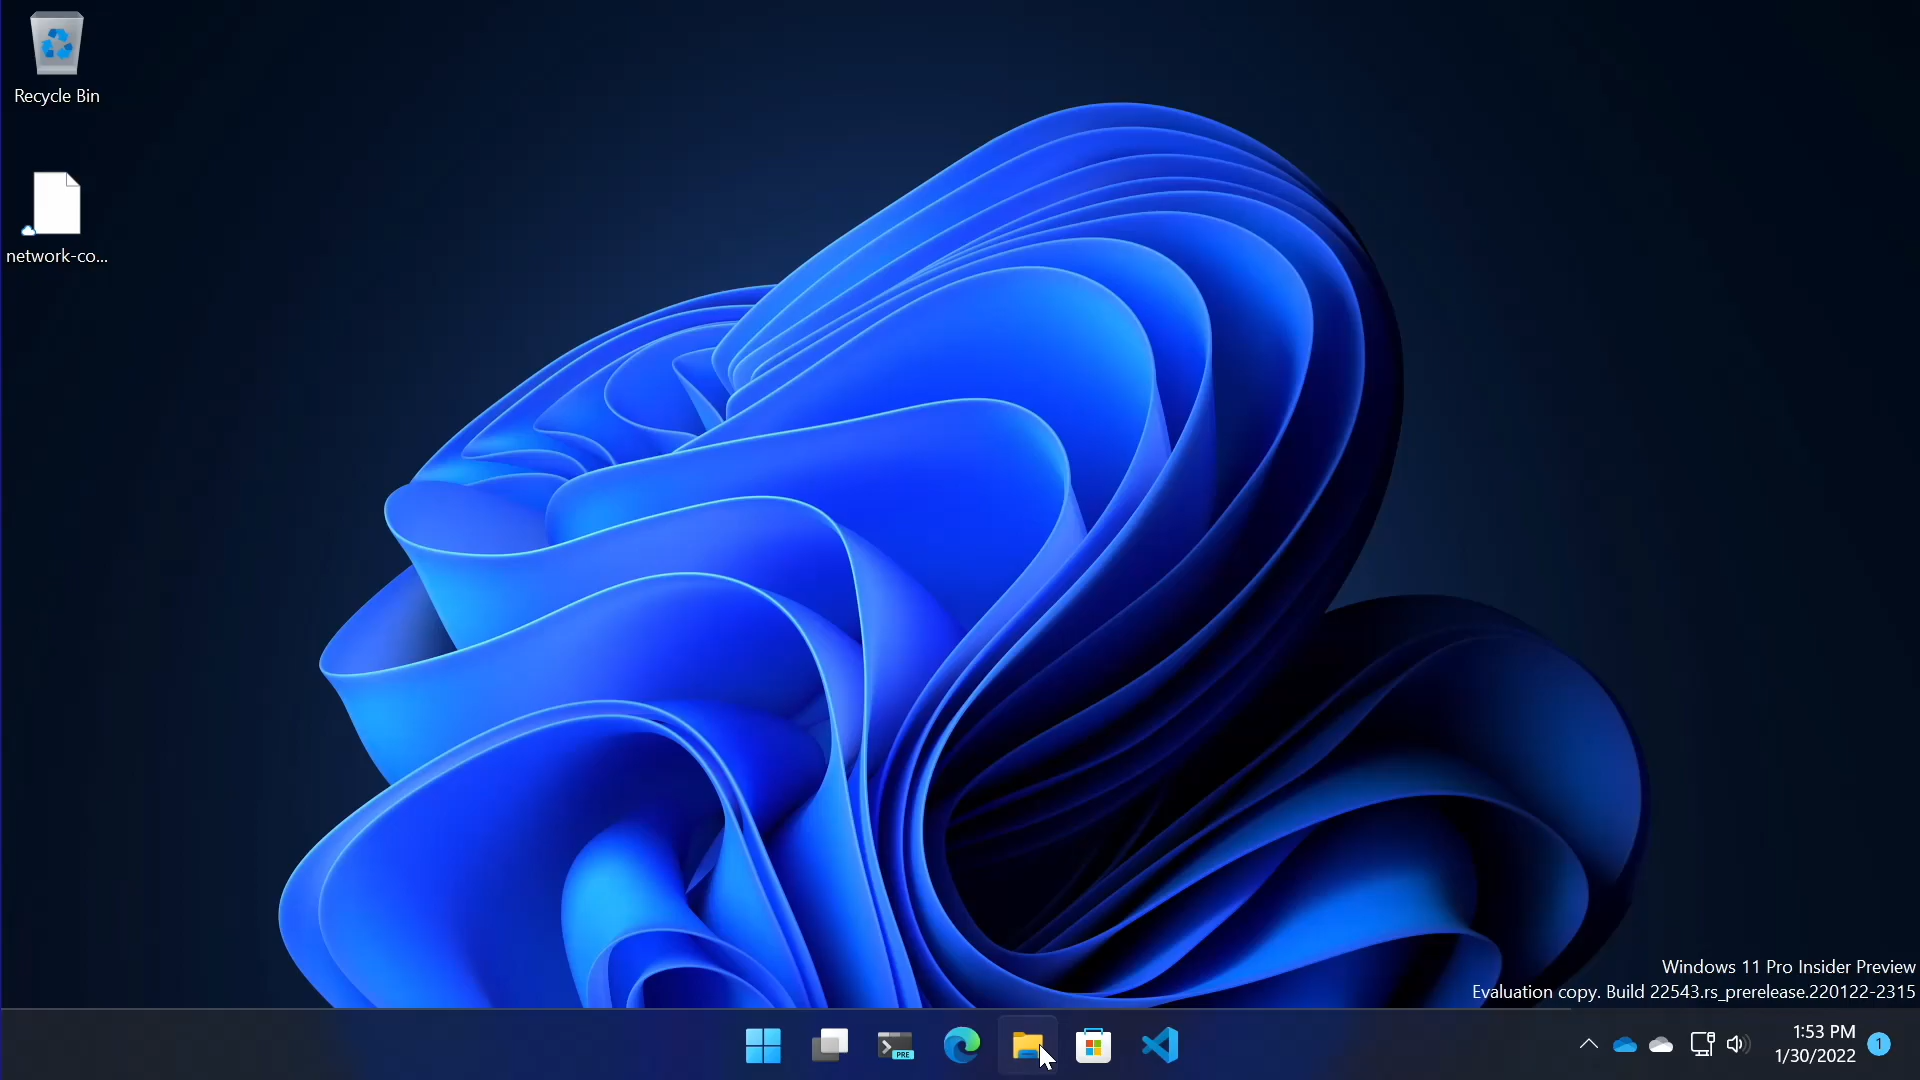 Recycle Bin
network-co...
Windows 11 Pro Insider Preview
Evaluation copy. Build 22543.rs_prerelease.220122-2315
PRE
1:53 PM
1/30/2022
1